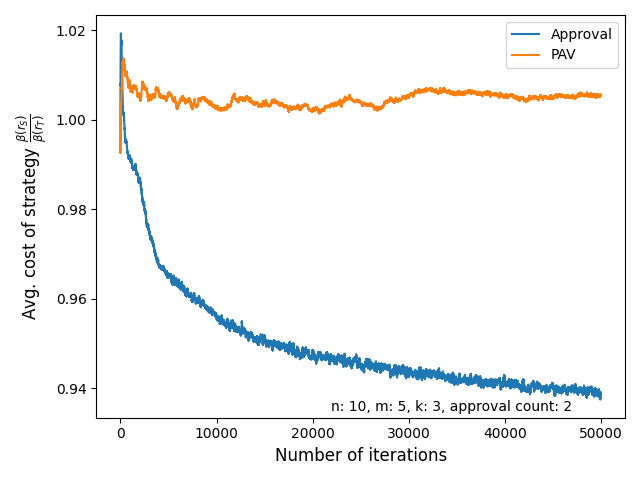 Approval
PAV
1.02
1.00
0.98
0.96
0.94
Avg. cost of strategy β(r_S)/β(r_T)
n: 10, m: 5, k: 3, approval count: 2
0 10000 20000 30000 40000 50000
Number of iterations